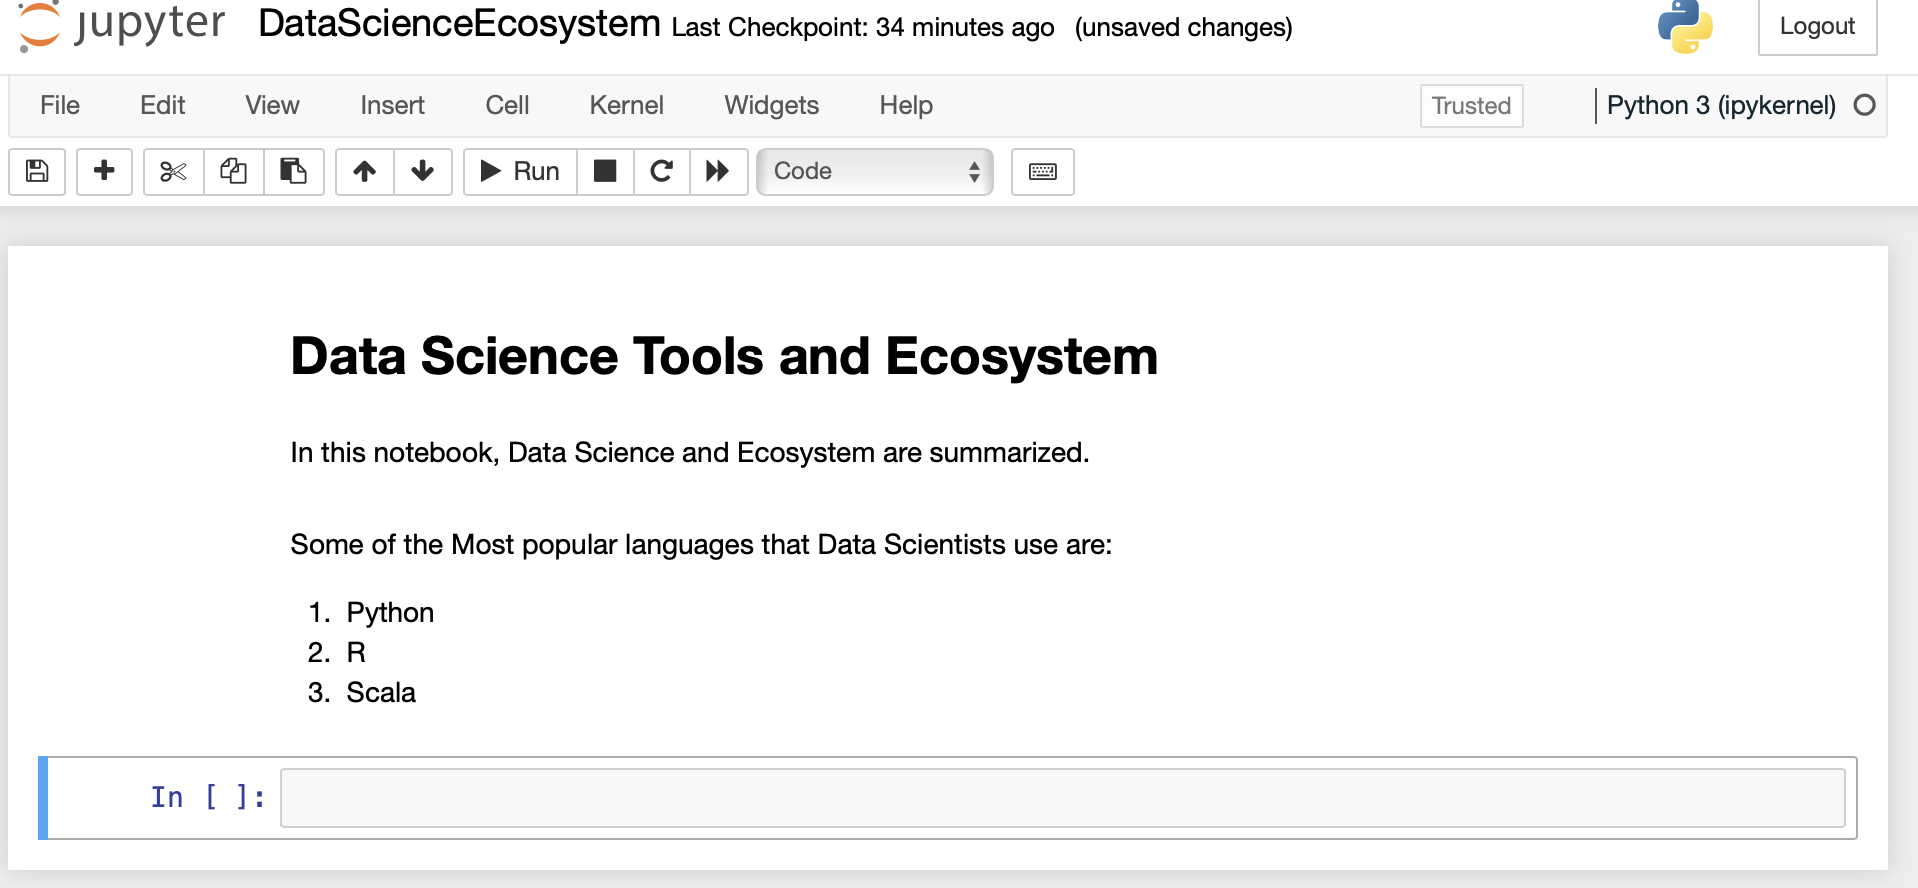 jupyter DataScienceEcosystem Last Checkpoint: 34 minutes ago (unsaved changes) Logout
File Edit View Insert Cell Kernel Widgets Help Trusted Python 3 (ipykernel)
Run Code
Data Science Tools and Ecosystem
In this notebook, Data Science and Ecosystem are summarized.
Some of the Most popular languages that Data Scientists use are:
1. Python
2. R
3. Scala
In [ ]: